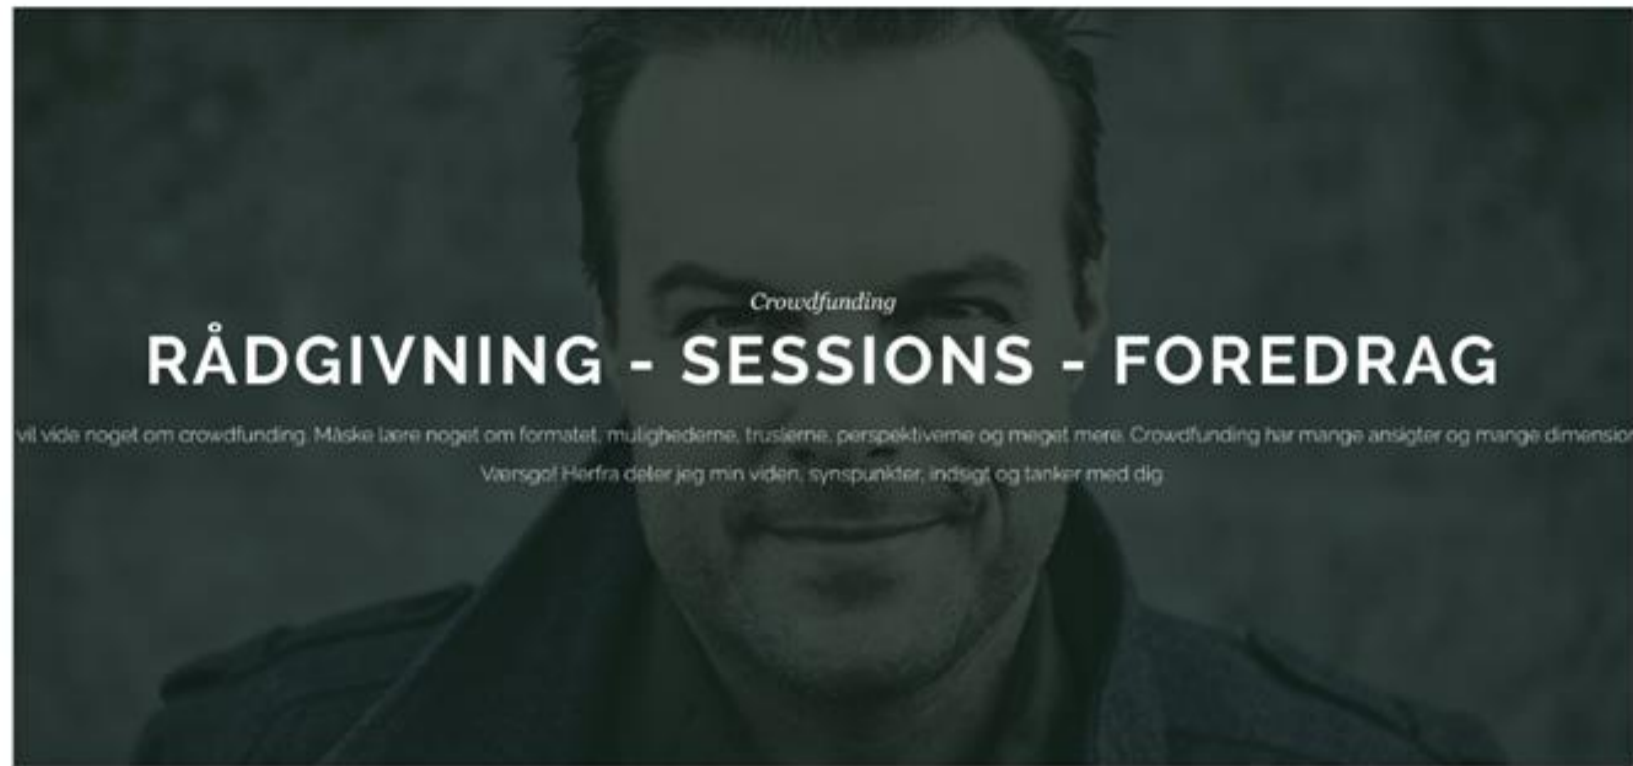 Crowdfunding
RÅDGIVNING - SESSIONS - FOREDRAG
vil vide noget om crowdfunding. Måske lære noget om formatet, mulighederne, truslerne, perspektiverne og meget mere. Crowdfunding har mange ansigter og mange
Værsgo! Herfra deler jeg min viden, synspunkter, indsigt og tanker med dig.